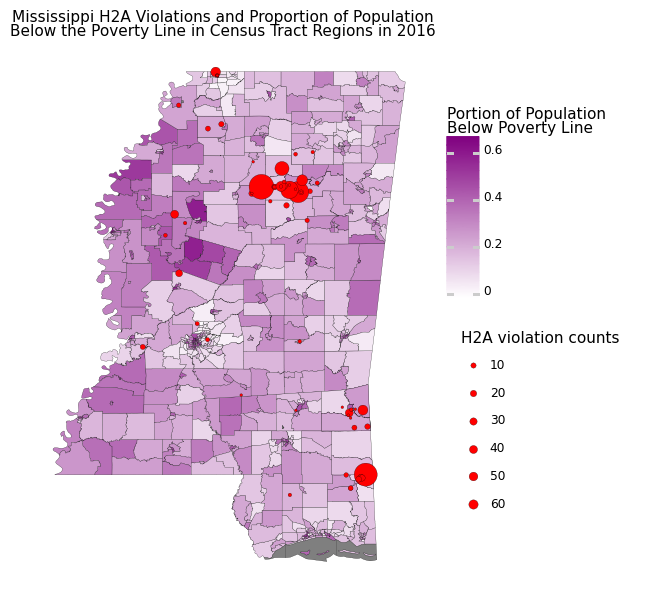 Mississippi H2A Violations and Proportion of Population
Below the Poverty Line in Census Tract Regions in 2016
Portion of Population
Below Poverty Line
0.6
0.4
0.2
0
H2A violation counts
10
20
30
40
50
60